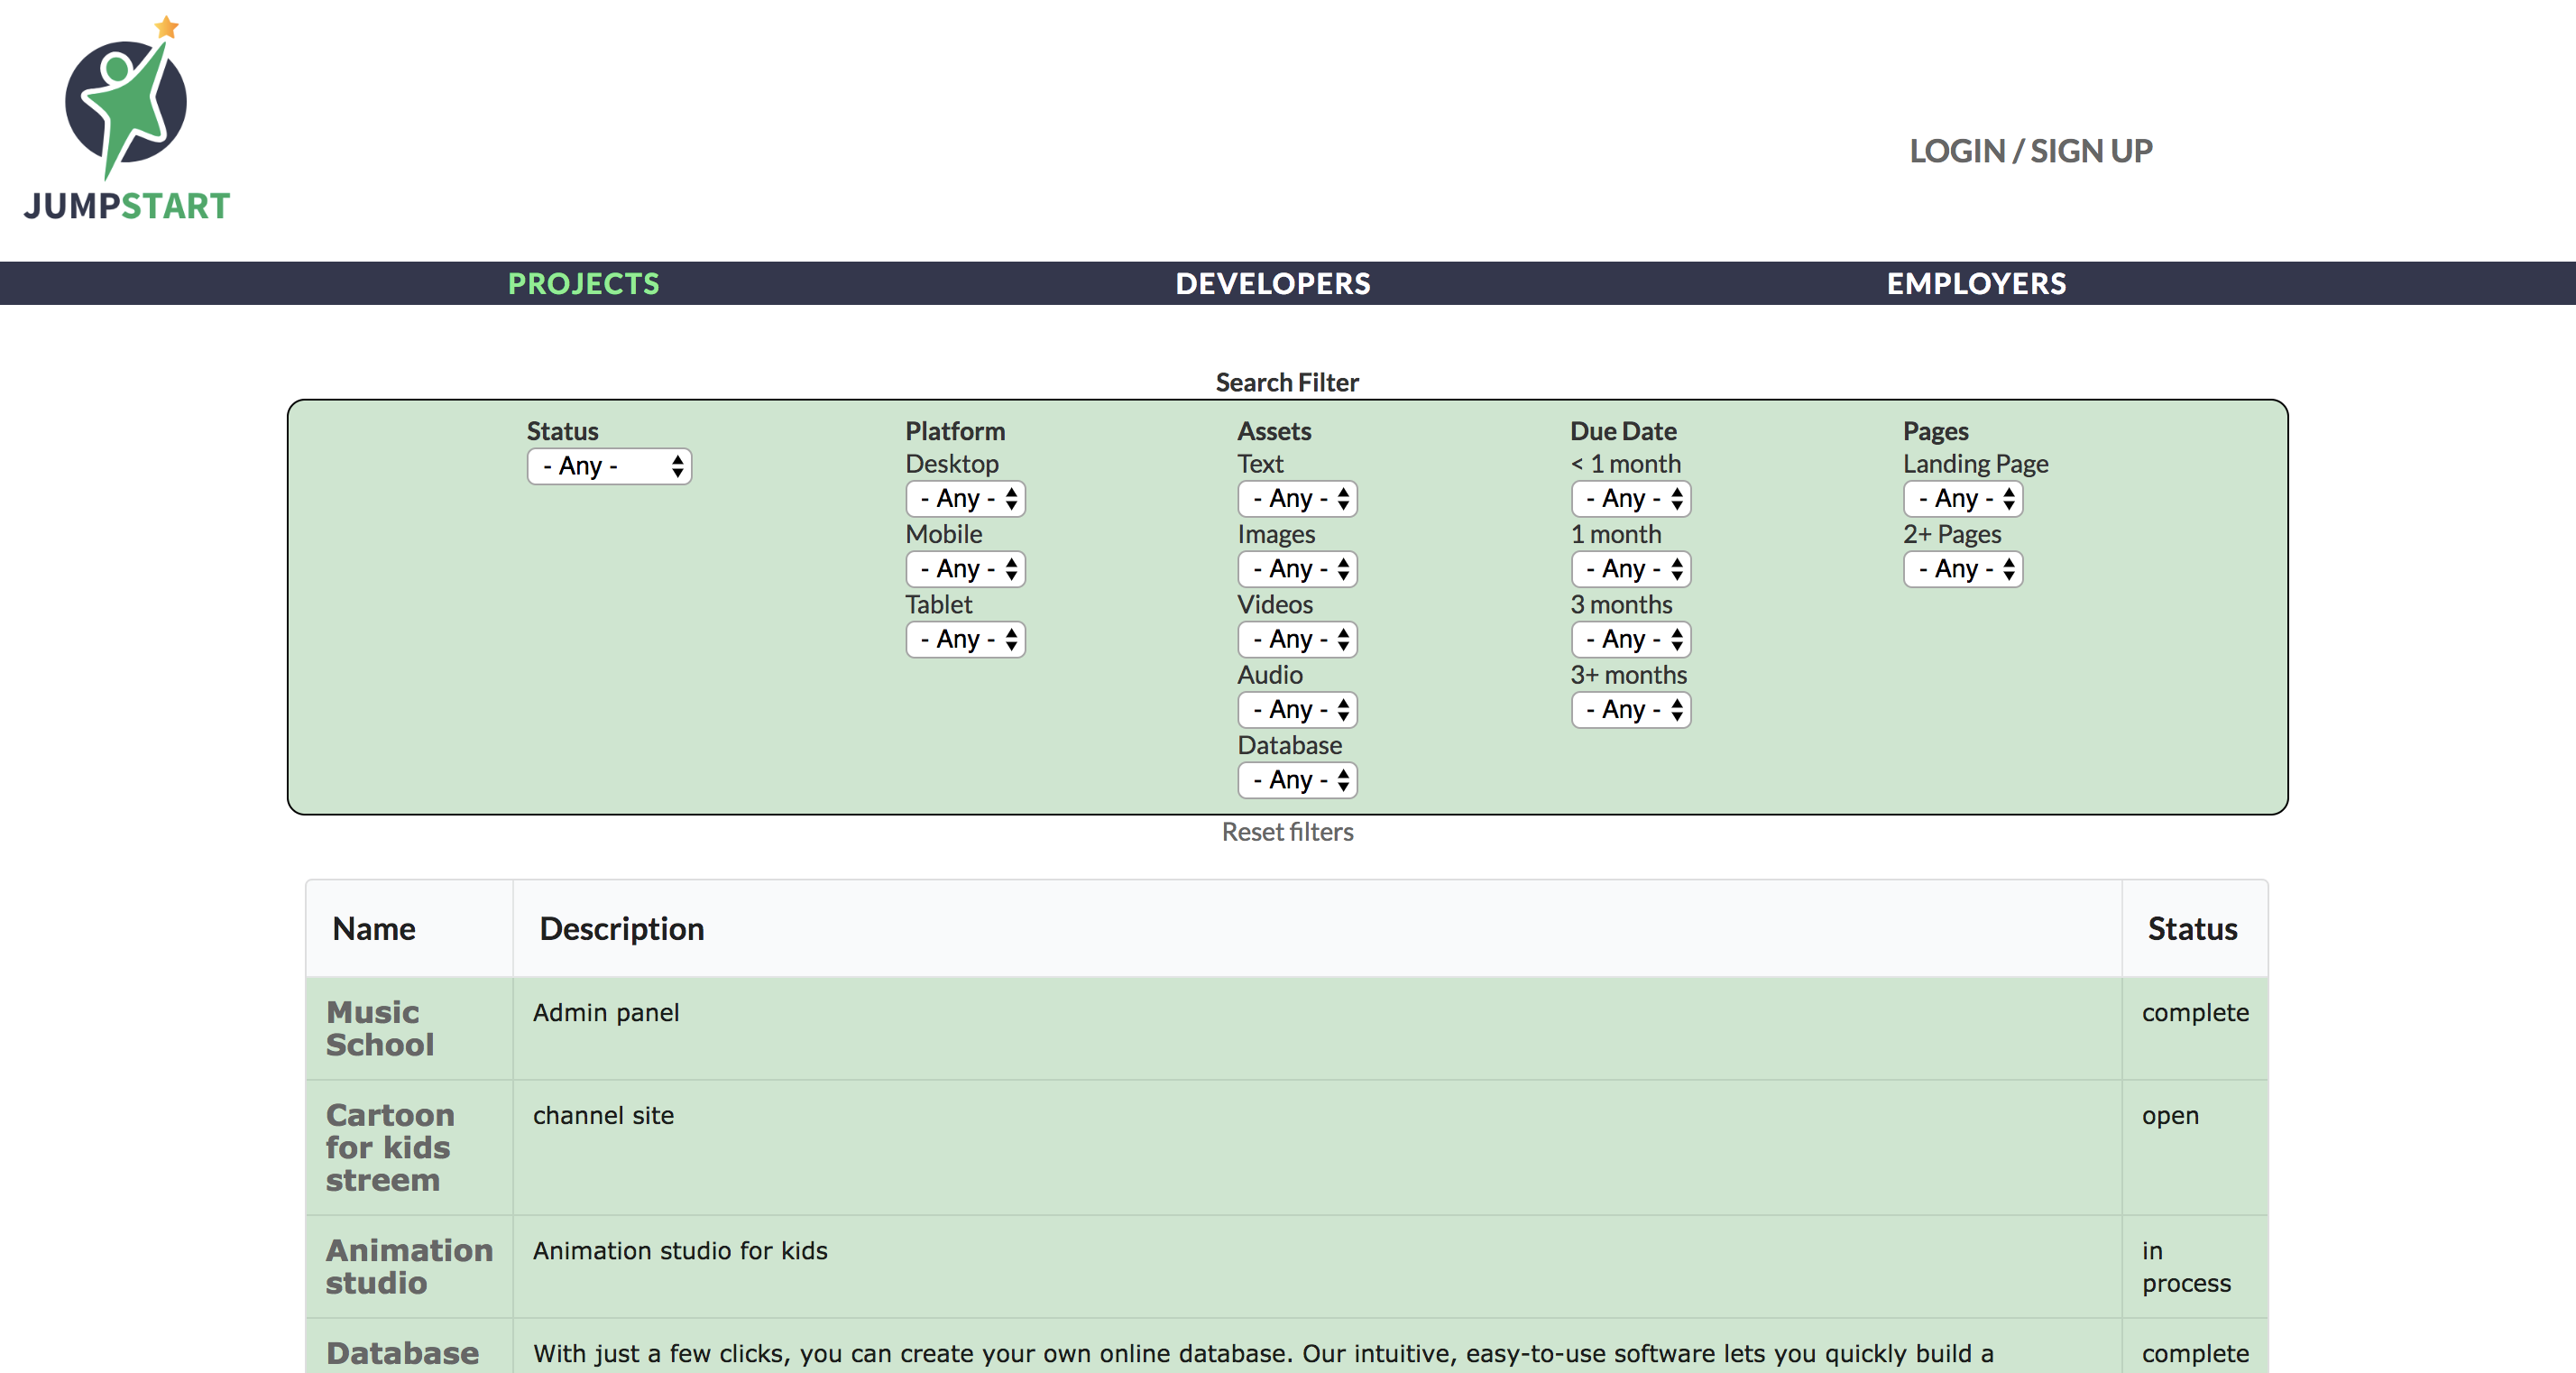 JUMPSTART
LOGIN / SIGN UP
PROJECTS DEVELOPERS EMPLOYERS
Search Filter
Status
- Any -
Platform
Desktop
- Any -
Mobile
- Any -
Tablet
- Any -
Assets
Text
- Any -
Images
- Any -
Videos
- Any -
Audio
- Any -
Database
- Any -
Due Date
< 1 month
- Any -
1 month
- Any -
3 months
- Any -
3+ months
- Any -
Pages
Landing Page
- Any -
2+ Pages
- Any -
Reset filters
Name Description Status
Music Admin panel complete
School
Cartoon channel site open
for kids
streem
Animation Animation studio for kids in
studio process
Database With just a few clicks, you can create your own online database. Our intuitive, easy-to-use software lets you quickly build a complete